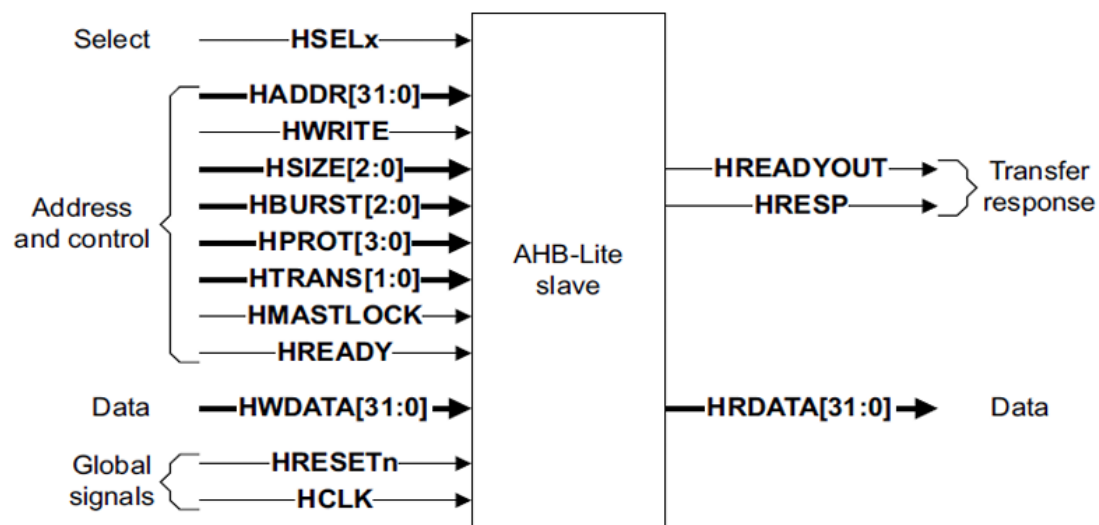 Select
HSELx
HADDR[31:0]
HWRITE
HSIZE[2:0]
HBURST[2:0]
HPROT[3:0]
HTRANS[1:0]
HMASTLOCK
HREADY
Address
and control
Data
HWDATA[31:0]
Global
signals
HRESETn
HCLK
AHB-Lite
slave
HREADYOUT
HRESP
Transfer
response
HRDATA[31:0]
Data